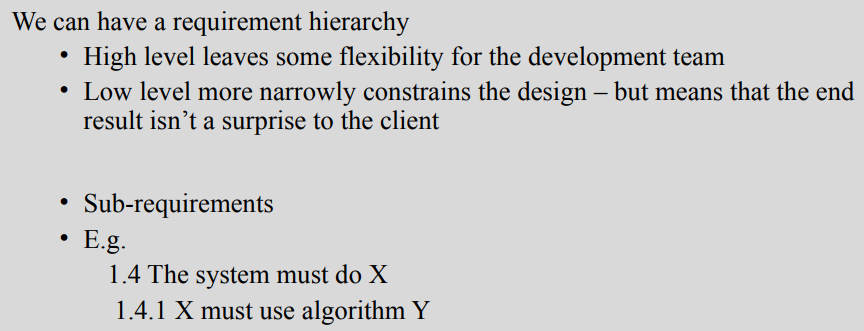 We can have a requirement hierarchy
• High level leaves some flexibility for the development team
• Low level more narrowly constrains the design – but means that the end
result isn’t a surprise to the client
• Sub-requirements
• E.g.
1.4 The system must do X
1.4.1 X must use algorithm Y